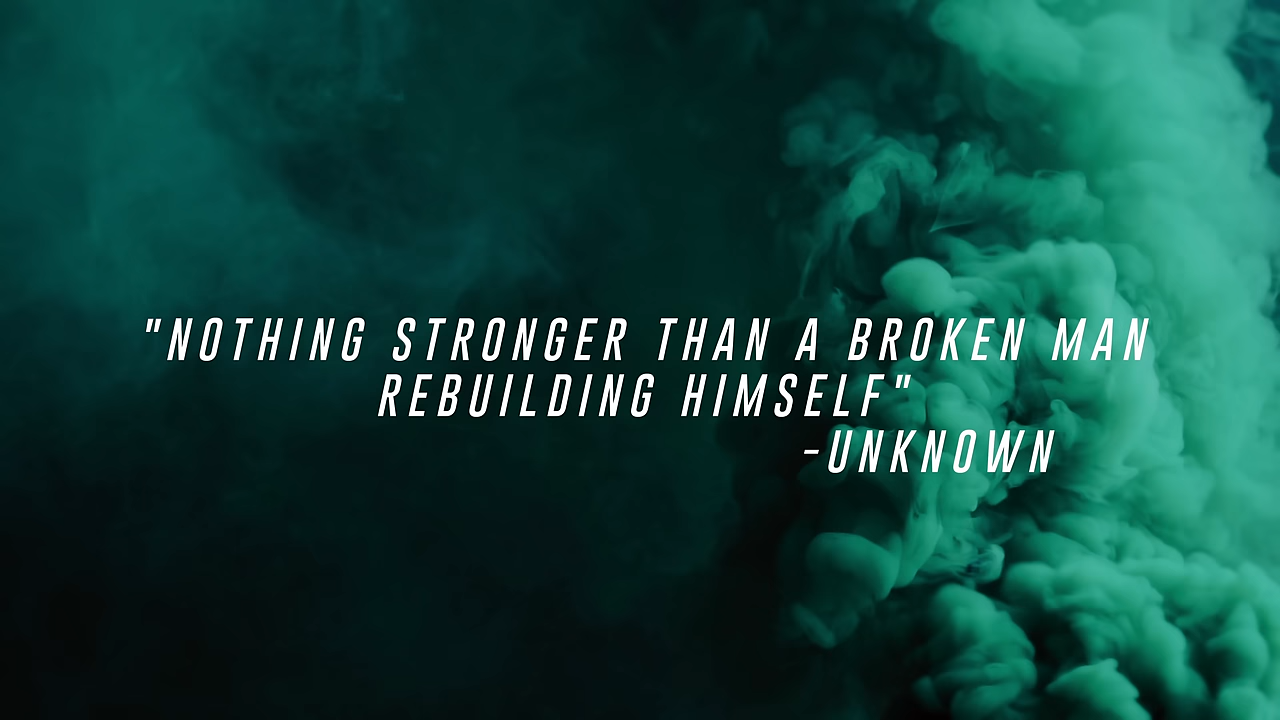 "NOTHING STRONGER THAN A BROKEN MAN
REBUILDING HIMSELF"
-UNKNOWN